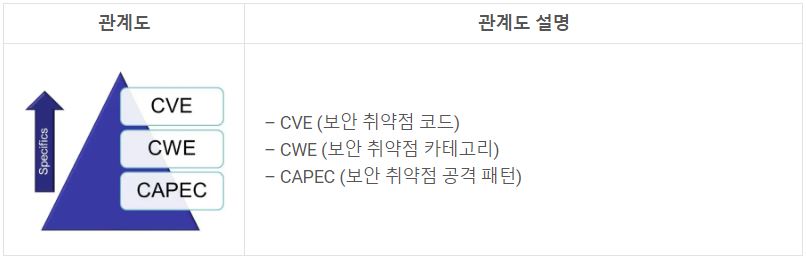 관계도
관계도 설명
Specifics
CVE
CWE
CAPEC
– CVE (보안 취약점 코드)
– CWE (보안 취약점 카테고리)
– CAPEC (보안 취약점 공격 패턴)